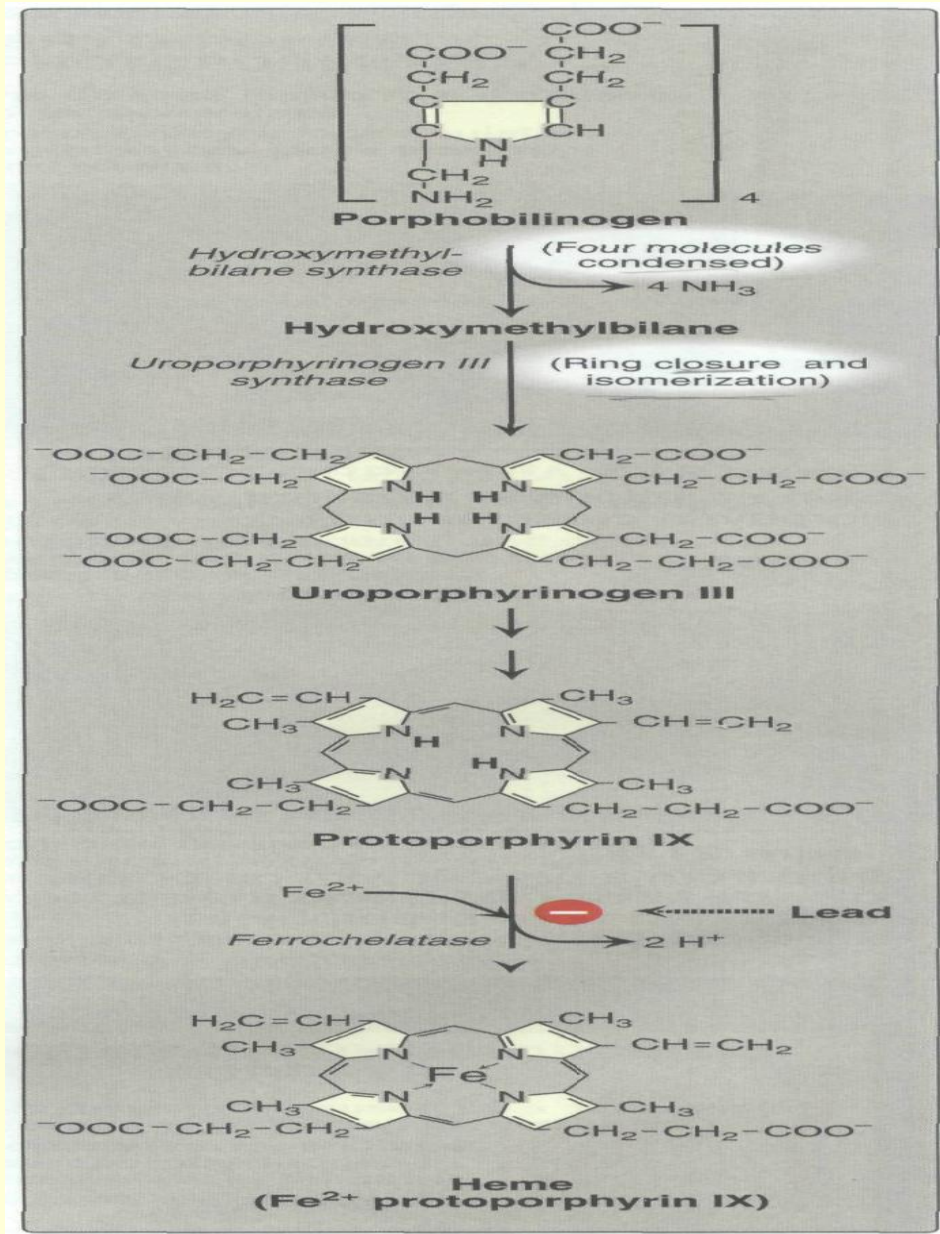 COO⁻
COO⁻ CH₂
CH₂ CH₂
C C
C CH
N
H
CH₂
NH₂
4
Porphobilinogen
Hydroxymethyl-
bilane synthase
(Four molecules
condensed)
4 NH₃
Hydroxymethylbilane
Uroporphyrinogen III
synthase
(Ring closure and
isomerization)
⁻OOC-CH₂-CH₂ CH₂-COO⁻
⁻OOC-CH₂ N N CH₂-CH₂-COO⁻
H H
H H
⁻OOC-CH₂ N N CH₂-COO⁻
⁻OOC-CH₂-CH₂ CH₂-CH₂-COO⁻
Uroporphyrinogen III
H₂C=CH CH₃
CH₃ N N CH=CH₂
H
H
CH₃ N N CH₃
⁻OOC-CH₂-CH₂ CH₂-CH₂-COO⁻
Protoporphyrin IX
Fe²⁺
Lead
Ferrochelatase
2 H⁺
H₂C=CH CH₃
CH₃ N N CH=CH₂
Fe
CH₃ N N CH₃
⁻OOC-CH₂-CH₂ CH₂-CH₂-COO⁻
Heme
(Fe²⁺ protoporphyrin IX)